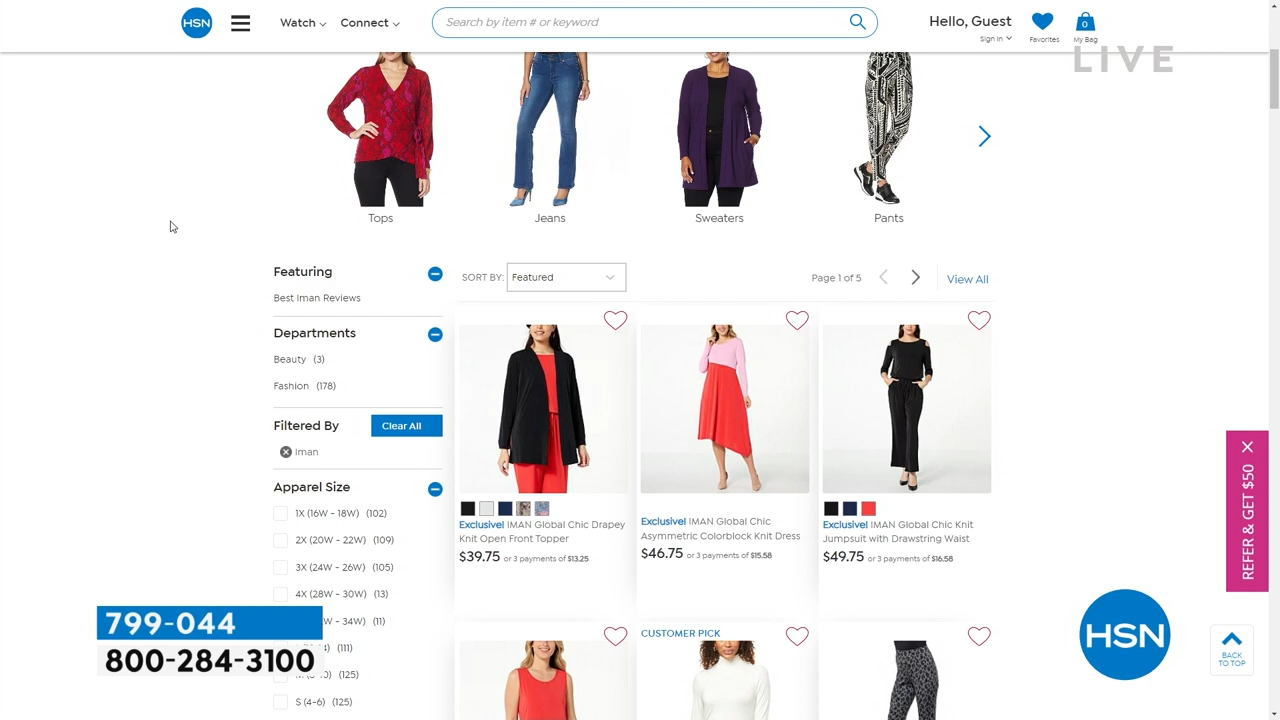 HSN
Watch
Connect
Search by item # or keyword
Hello, Guest
Sign In
Favorites
0
My Bag
LIVE
Tops
Jeans
Sweaters
Pants
Featuring
Best Iman Reviews
Departments
Beauty (3)
Fashion (178)
Filtered By
Clear All
Iman
Apparel Size
1X (16W - 18W) (102)
2X (20W - 22W) (109)
3X (24W - 26W) (105)
4X (28W - 30W) (13)
W - 34W) (11)
(111)
(125)
S (4-6) (125)
SORT BY:
Featured
Page 1 of 5
View All
Exclusive! IMAN Global Chic Drapey
Knit Open Front Topper
$39.75 or 3 payments of $13.25
Exclusive! IMAN Global Chic
Asymmetric Colorblock Knit Dress
$46.75 or 3 payments of $15.58
Exclusive! IMAN Global Chic Knit
Jumpsuit with Drawstring Waist
$49.75 or 3 payments of $16.58
CUSTOMER PICK
REFER & GET $50
799-044
800-284-3100
HSN
BACK
TO TOP